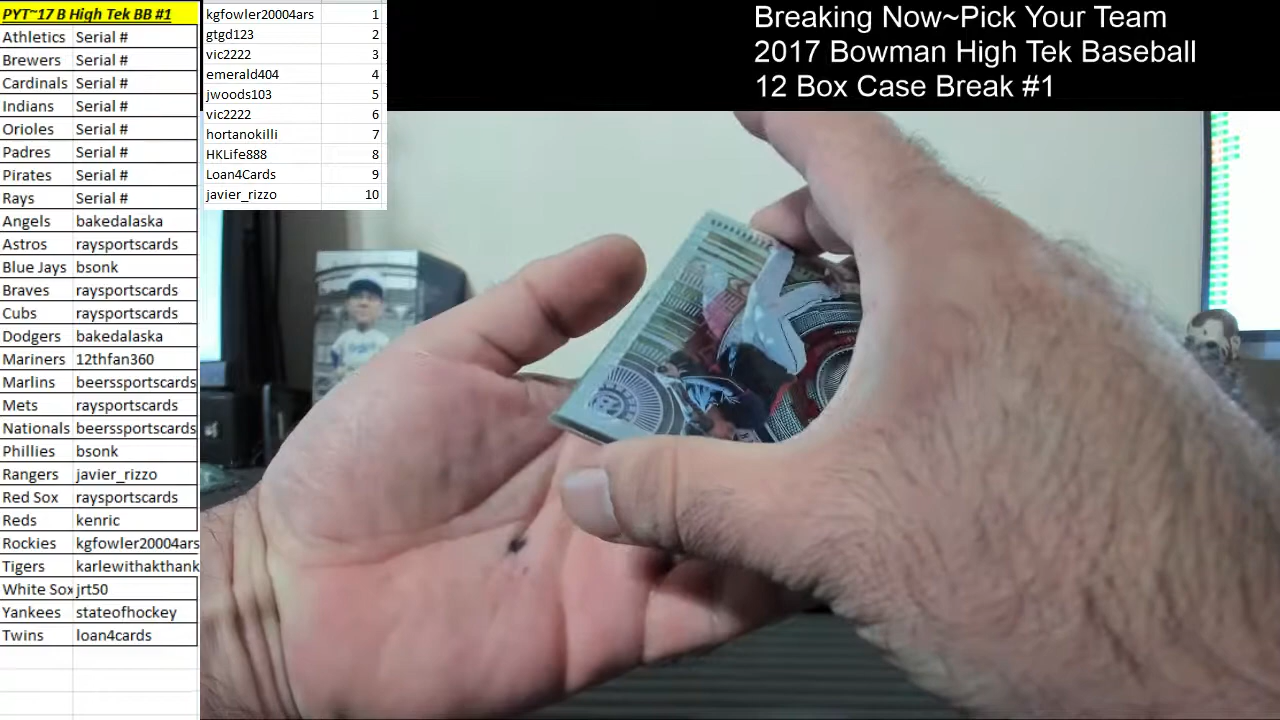 PYT~17 B High Tek BB #1
Athletics Serial #
Brewers Serial #
Cardinals Serial #
Indians Serial #
Orioles Serial #
Padres Serial #
Pirates Serial #
Rays Serial #
Angels bakedalaska
Astros raysportscards
Blue Jays bsonk
Braves raysportscards
Cubs raysportscards
Dodgers bakedalaska
Mariners 12thfan360
Marlins beerssportscards
Mets raysportscards
Nationals beerssportscards
Phillies bsonk
Rangers javier_rizzo
Red Sox raysportscards
Reds kenric
Rockies kgfowler20004ars
Tigers karlewithakthank
White Sox jrt50
Yankees stateofhockey
Twins loan4cards
kgfowler20004ars 1
gtgd123 2
vic2222 3
emerald404 4
jwoods103 5
vic2222 6
hortanokilli 7
HKLife888 8
Loan4Cards 9
javier_rizzo 10
Breaking Now~Pick Your Team
2017 Bowman High Tek Baseball
12 Box Case Break #1